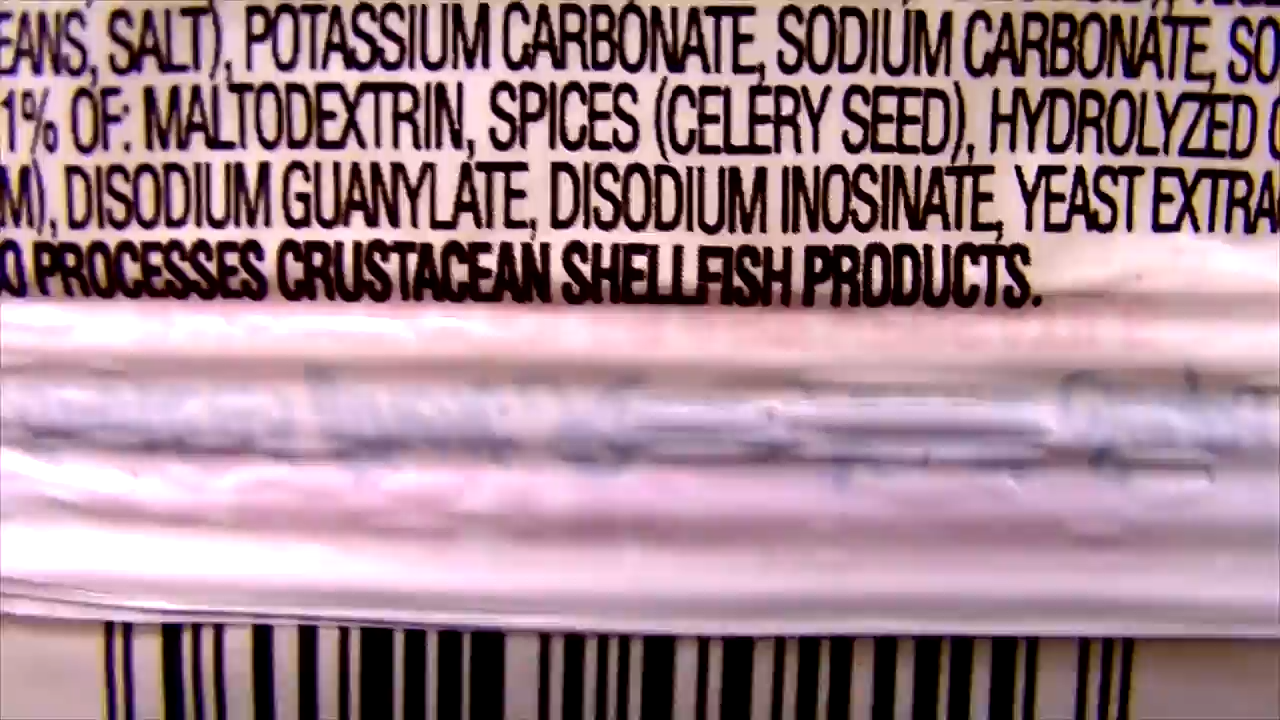 EANS, SALT), POTASSIUM CARBONATE, SODIUM CARBONATE, SO
1% OF: MALTODEXTRIN, SPICES (CELERY SEED), HYDROLYZED
M), DISODIUM GUANYLATE, DISODIUM INOSINATE, YEAST EXTRA
PROCESSES CRUSTACEAN SHELLFISH PRODUCTS.